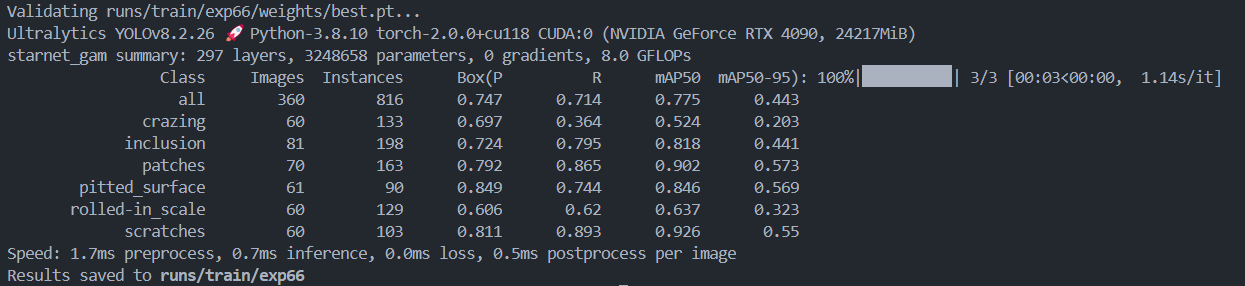 Validating runs/train/exp66/weights/best.pt...
Ultralytics YOLOv8.2.26 🚀 Python-3.8.10 torch-2.0.0+cu118 CUDA:0 (NVIDIA GeForce RTX 4090, 24217MiB)
starnet_gam summary: 297 layers, 3248658 parameters, 0 gradients, 8.0 GFLOPs
Class Images Instances Box(P R mAP50 mAP50-95): 100%|██████████| 3/3 [00:03<00:00, 1.14s/it]
all 360 816 0.747 0.714 0.775 0.443
crazing 60 133 0.697 0.364 0.524 0.203
inclusion 81 198 0.724 0.795 0.818 0.441
patches 70 163 0.792 0.865 0.902 0.573
pitted_surface 61 90 0.849 0.744 0.846 0.569
rolled-in_scale 60 129 0.606 0.62 0.637 0.323
scratches 60 103 0.811 0.893 0.926 0.55
Speed: 1.7ms preprocess, 0.7ms inference, 0.0ms loss, 0.5ms postprocess per image
Results saved to runs/train/exp66